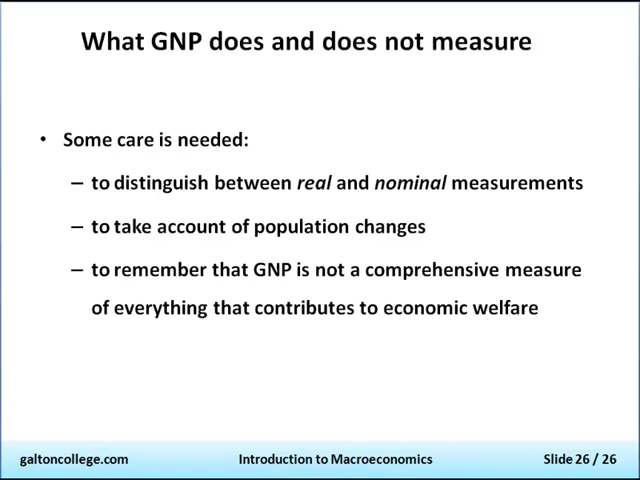 What GNP does and does not measure
• Some care is needed:
– to distinguish between real and nominal measurements
– to take account of population changes
– to remember that GNP is not a comprehensive measure
of everything that contributes to economic welfare
galtoncollege.com Introduction to Macroeconomics Slide 26 / 26